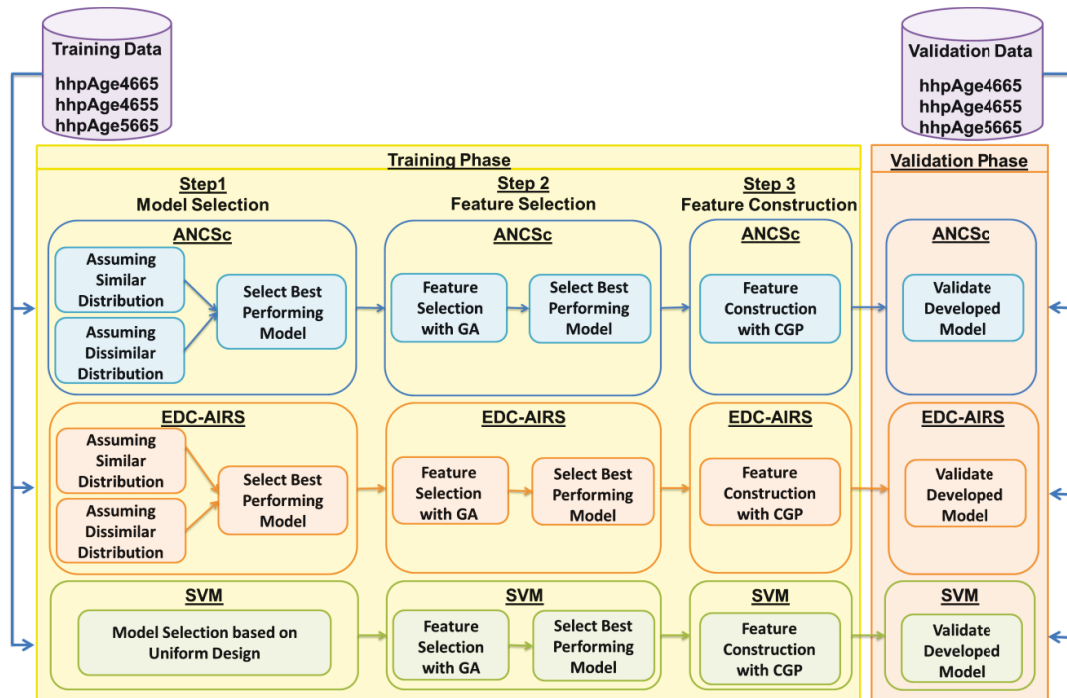 Training Data
hhpAge4665
hhpAge4655
hhpAge5665
Validation Data
hhpAge4665
hhpAge4655
hhpAge5665
Training Phase
Validation Phase
Step1
Model Selection
Step 2
Feature Selection
Step 3
Feature Construction
ANCSc
Assuming
Similar
Distribution
Assuming
Dissimilar
Distribution
Select Best
Performing
Model
ANCSc
Feature
Selection
with GA
Select Best
Performing
Model
ANCSc
Feature
Construction
with CGP
ANCSc
Validate
Developed
Model
EDC-AIRS
Assuming
Similar
Distribution
Assuming
Dissimilar
Distribution
Select Best
Performing
Model
EDC-AIRS
Feature
Selection
with GA
Select Best
Performing
Model
EDC-AIRS
Feature
Construction
with CGP
EDC-AIRS
Validate
Developed
Model
SVM
Model Selection based on
Uniform Design
SVM
Feature
Selection
with GA
Select Best
Performing
Model
SVM
Feature
Construction
with CGP
SVM
Validate
Developed
Model